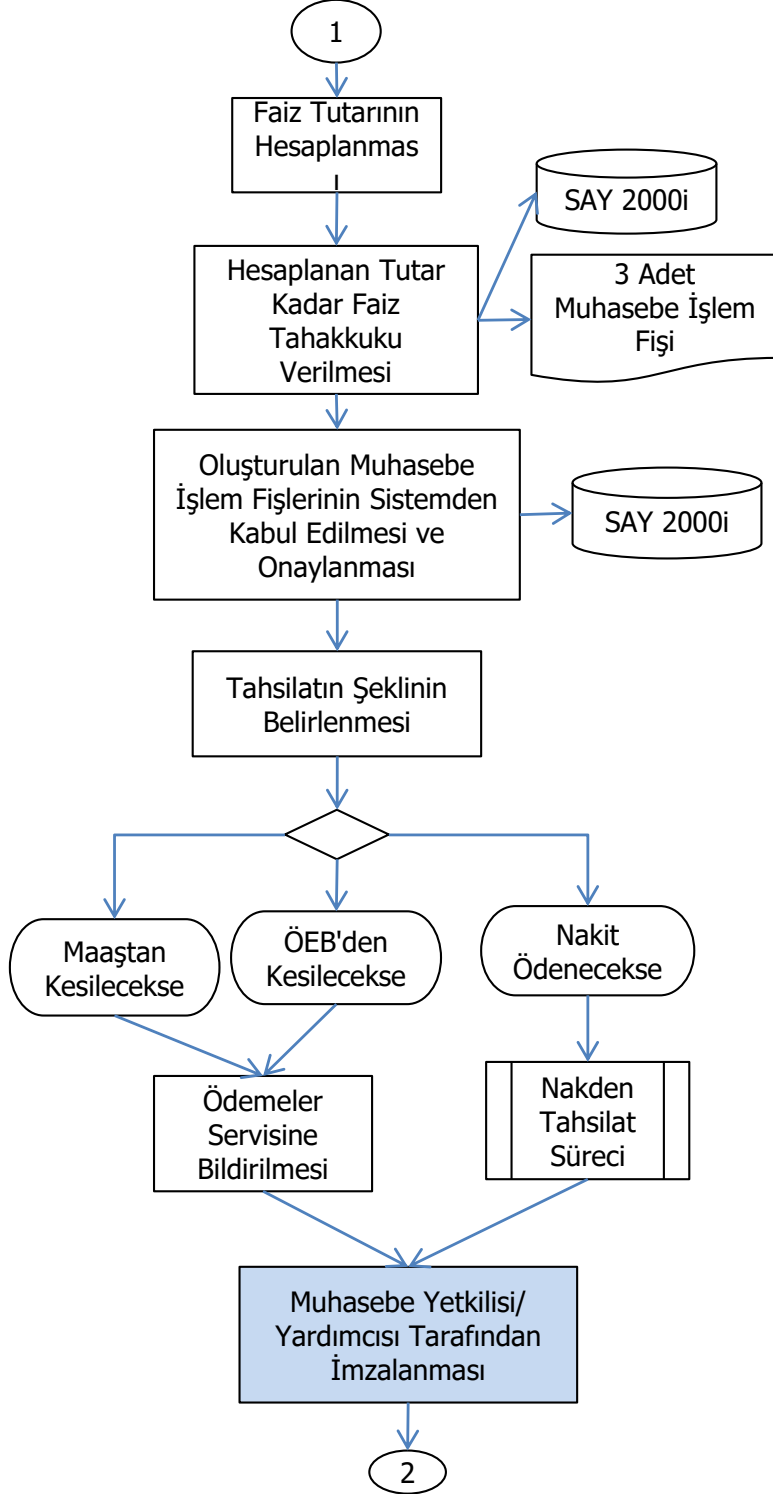 1
Faiz Tutarının
Hesaplanmas
ı
SAY 2000i
Hesaplanan Tutar
Kadar Faiz
Tahakkuku
Verilmesi
3 Adet
Muhasebe İşlem
Fişi
Oluşturulan Muhasebe
İşlem Fişlerinin Sistemden
Kabul Edilmesi ve
Onaylanması
SAY 2000i
Tahsilatın Şeklinin
Belirlenmesi
Maaştan
Kesilecekse
ÖEB'den
Kesilecekse
Nakit
Ödenecekse
Ödemeler
Servisine
Bildirilmesi
Nakden
Tahsilat
Süreci
Muhasebe Yetkilisi/
Yardımcısı Tarafından
İmzalanması
2